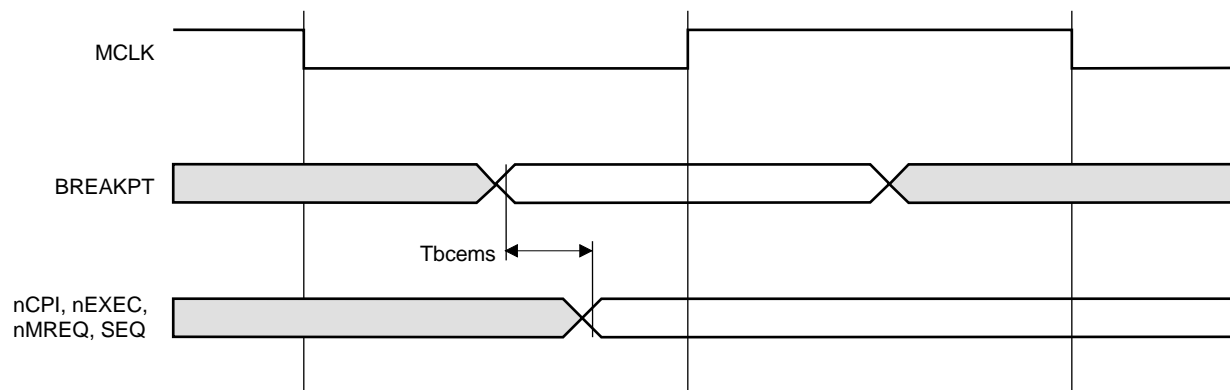 MCLK
BREAKPT
Tbcems
nCPI, nEXEC,
nMREQ, SEQ